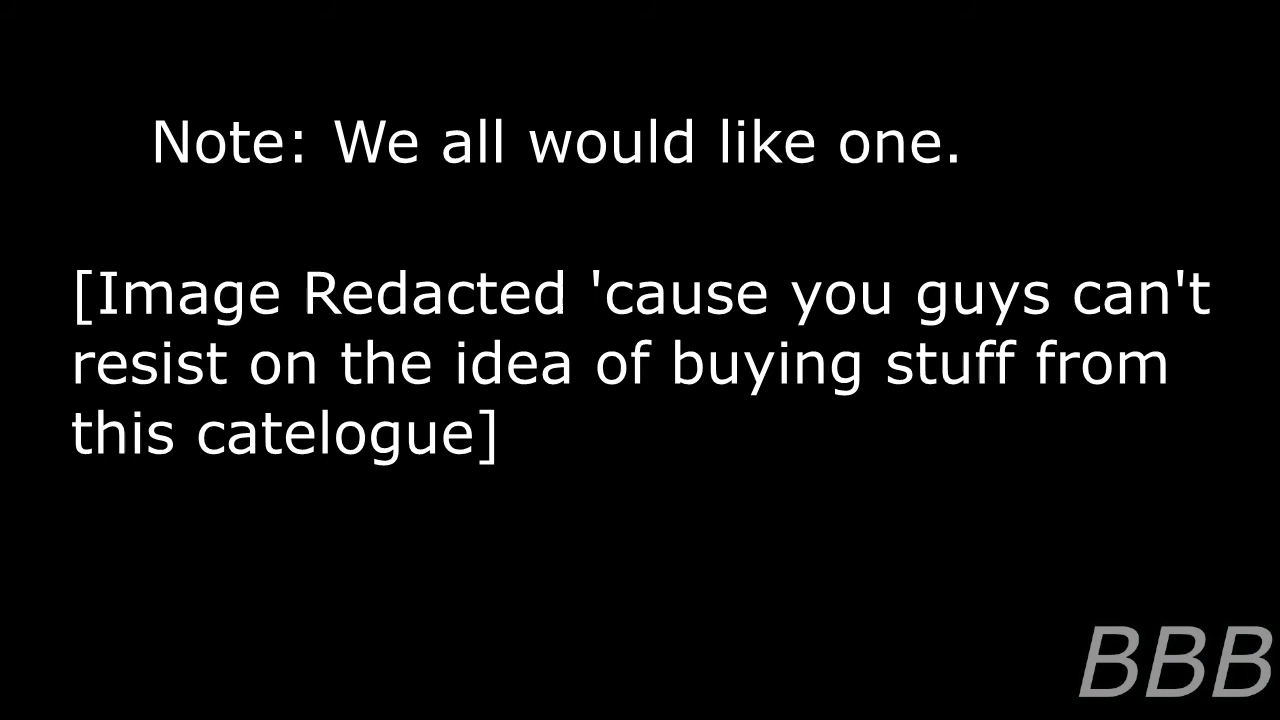 Note: We all would like one.
[Image Redacted 'cause you guys can't
resist on the idea of buying stuff from
this catelogue]
BBB